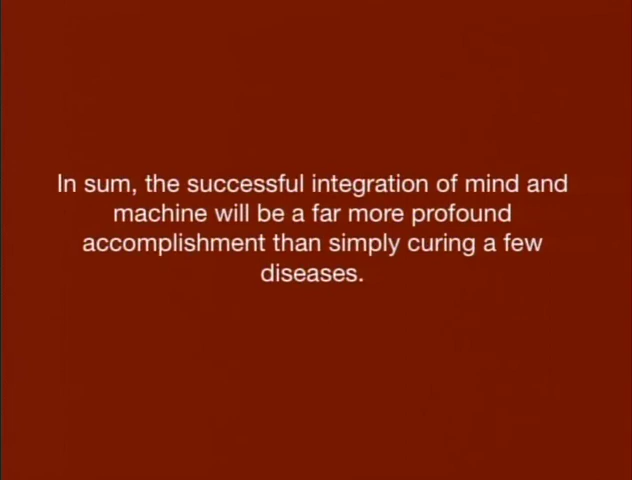 In sum, the successful integration of mind and
machine will be a far more profound
accomplishment than simply curing a few
diseases.